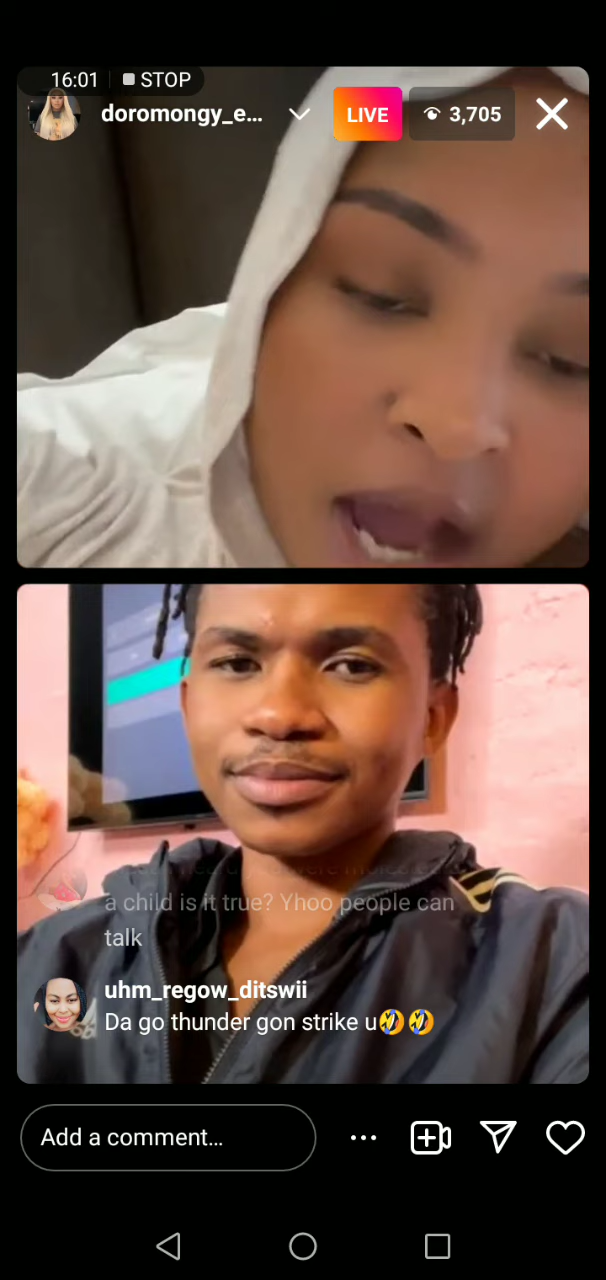 16:01 STOP
doromongy_e... LIVE 3,705
a child is it true? Yhoo people can
talk
uhm_regow_ditswii
Da go thunder gon strike u🤣🤣
Add a comment...